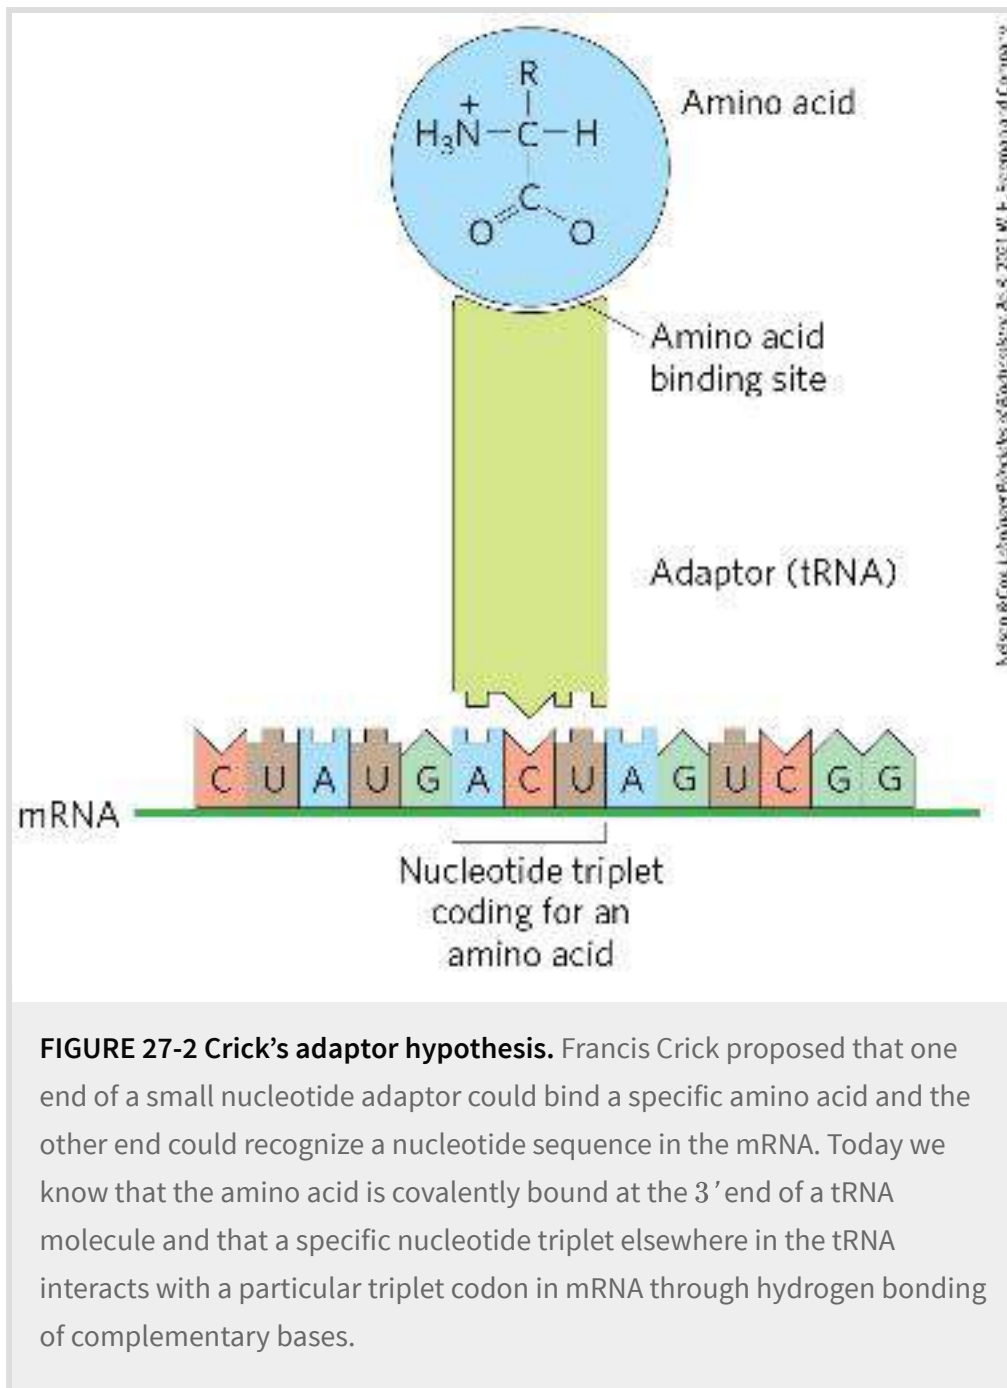 R
+
H₃N—C—H
C
O O
Amino acid
Amino acid
binding site
Adaptor (tRNA)
C U A U G A C U A G U C G G
mRNA
Nucleotide triplet
coding for an
amino acid
FIGURE 27-2 Crick's adaptor hypothesis. Francis Crick proposed that one
end of a small nucleotide adaptor could bind a specific amino acid and the
other end could recognize a nucleotide sequence in the mRNA. Today we
know that the amino acid is covalently bound at the 3′ end of a tRNA
molecule and that a specific nucleotide triplet elsewhere in the tRNA
interacts with a particular triplet codon in mRNA through hydrogen bonding
of complementary bases.